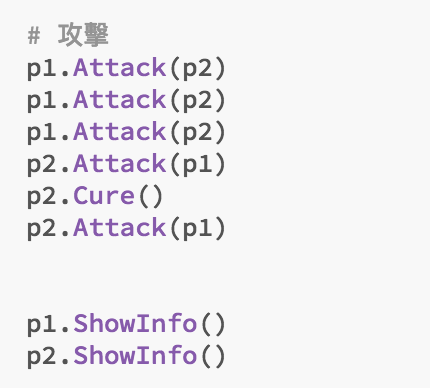 # 攻擊
p1.Attack(p2)
p1.Attack(p2)
p1.Attack(p2)
p2.Attack(p1)
p2.Cure()
p2.Attack(p1)
p1.ShowInfo()
p2.ShowInfo()